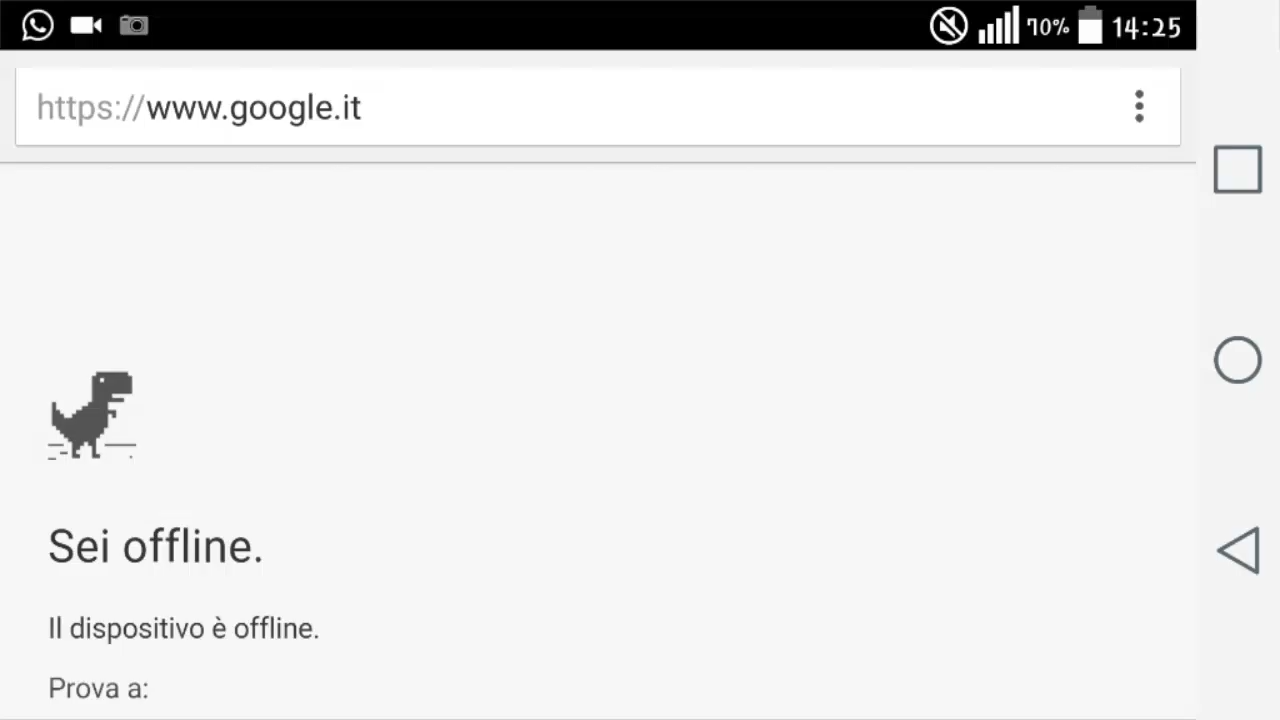 70% 14:25
https://www.google.it
Sei offline.
Il dispositivo è offline.
Prova a: